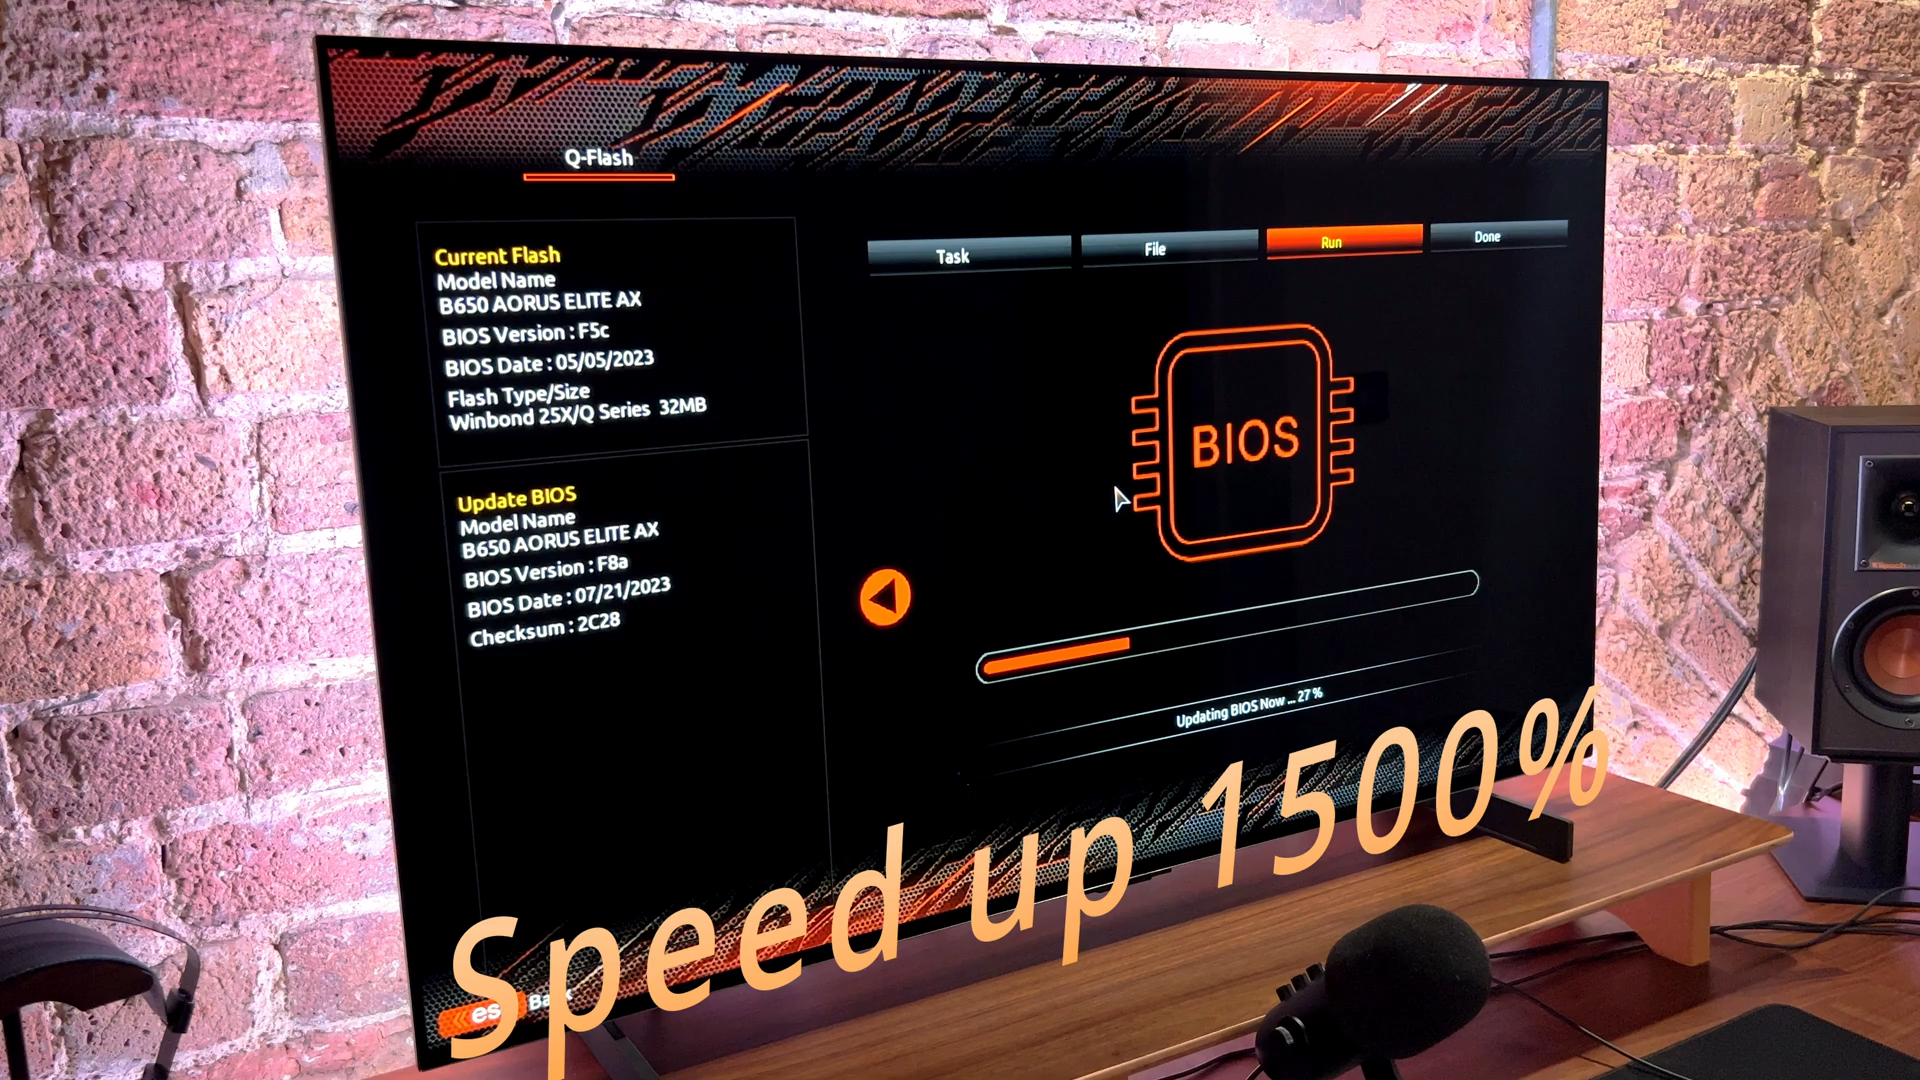 Q-Flash
Current Flash
Model Name
B650 AORUS ELITE AX
BIOS Version : F5c
BIOS Date : 05/05/2023
Flash Type/Size
Winbond 25X/Q Series 32MB
Update BIOS
Model Name
B650 AORUS ELITE AX
BIOS Version : F8a
BIOS Date : 07/21/2023
Checksum : 2C28
Task
File
Run
Done
BIOS
Updating BIOS Now ... 27 %
Speed up 1500%
Klipsch